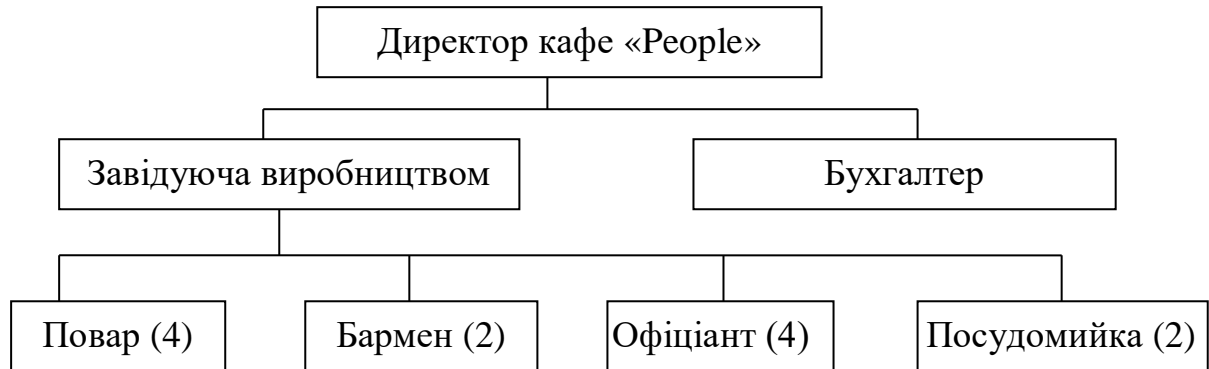 Директор кафе «People»
Завідуюча виробництвом
Бухгалтер
Повар (4)
Бармен (2)
Офіціант (4)
Посудомийка (2)